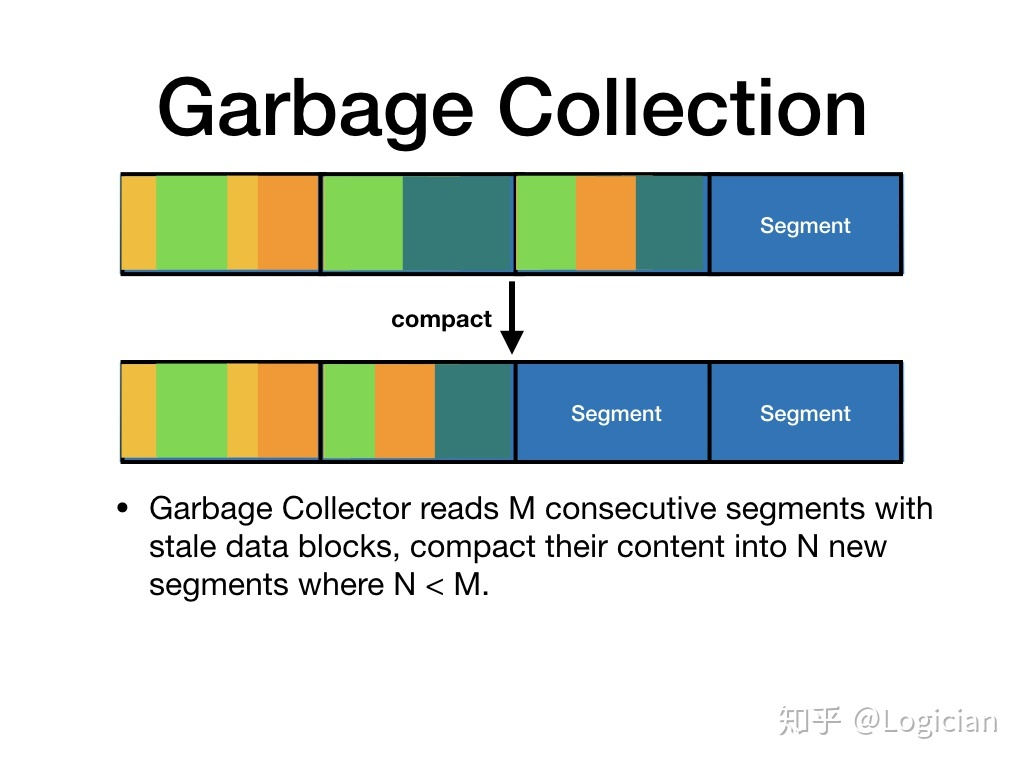 Garbage Collection
Segment
compact
Segment
Segment
• Garbage Collector reads M consecutive segments with
stale data blocks, compact their content into N new
segments where N < M.
知乎 @Logician